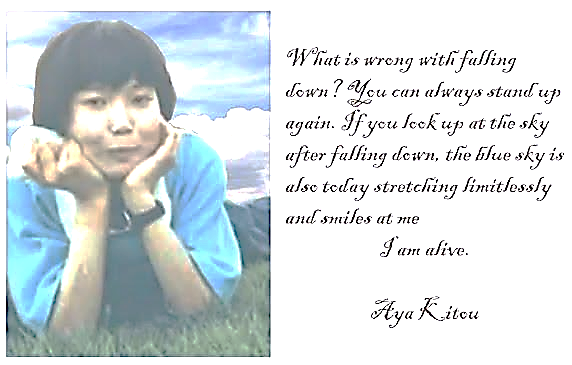 What is wrong with falling
down? You can always stand up
again. If you look up at the sky
after falling down, the blue sky is
also today stretching limitlessly
and smiles at me
I am alive.
Aya Kitou